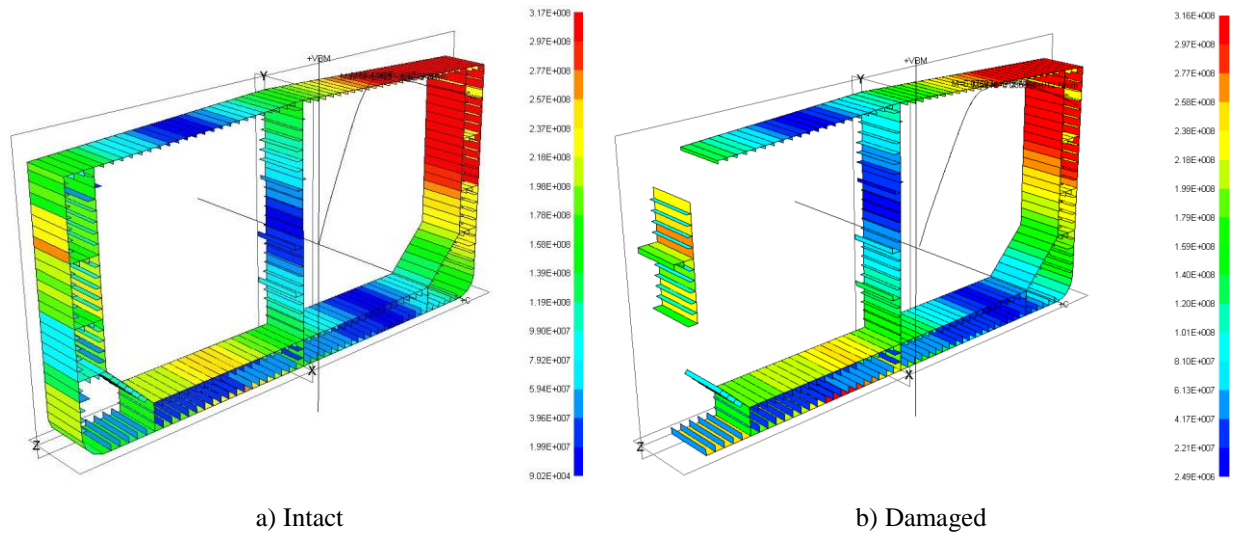 3.17E+008
2.97E+008
2.77E+008
2.57E+008
2.37E+008
2.18E+008
1.98E+008
1.78E+008
1.58E+008
1.39E+008
1.19E+008
9.90E+007
7.92E+007
5.94E+007
3.96E+007
1.99E+007
9.02E+004
+VBM
Y
X
Z
+C
a) Intact
3.16E+008
2.97E+008
2.77E+008
2.58E+008
2.38E+008
2.18E+008
1.99E+008
1.79E+008
1.59E+008
1.40E+008
1.20E+008
1.01E+008
8.10E+007
6.13E+007
4.17E+007
2.21E+007
2.49E+006
+VBM
Y
X
Z
+C
b) Damaged